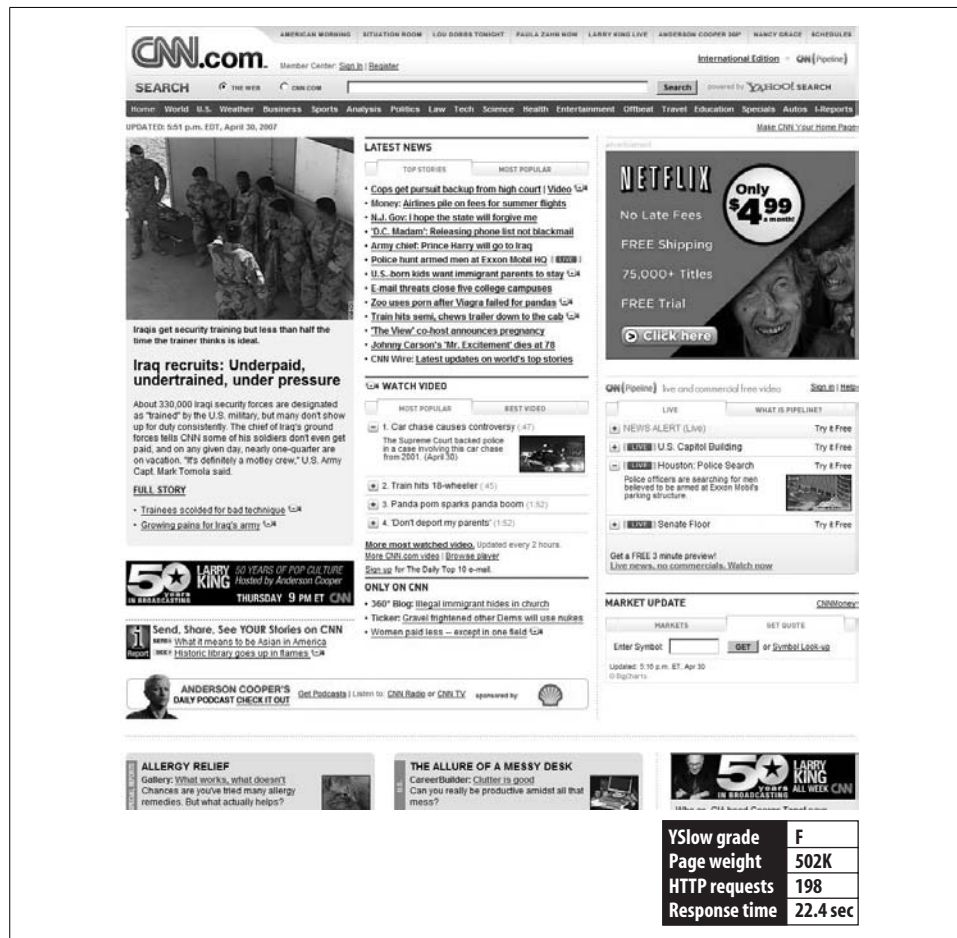 AMERICAN MORNING SITUATION ROOM LOU DOBBS TONIGHT PAULA ZAHN NOW LARRY KING LIVE ANDERSON COOPER 360° NANCY GRACE SCHEDULES
CNN.com
Member Center: Sign In | Register
International Edition
CNN{Pipeline}
SEARCH THE WEB CNN.COM Search powered by YAHOO! SEARCH
Home World U.S. Weather Business Sports Analysis Politics Law Tech Science Health Entertainment Offbeat Travel Education Specials Autos I-Reports
UPDATED: 5:51 p.m. EDT, April 30, 2007
Make CNN Your Home Page
Iraqis get security training but less than half the
time the trainer thinks is ideal.
Iraq recruits: Underpaid,
undertrained, under pressure
About 330,000 Iraqi security forces are designated
as "trained" by the U.S. military, but many don't show
up for duty consistently. The chief of Iraq's ground
forces tells CNN some of his soldiers don't even get
paid, and on any given day, nearly one-quarter are
on vacation. "It's definitely a motley crew," U.S. Army
Capt. Mark Tomola said.
FULL STORY
• Trainees scolded for bad technique
• Growing pains for Iraq's army
50 years IN BROADCASTING
LARRY KING
50 YEARS OF POP CULTURE
Hosted by Anderson Cooper
THURSDAY 9 PM ET CNN
i Report
Send, Share, See YOUR Stories on CNN
What it means to be Asian in America
Historic library goes up in flames
LATEST NEWS
TOP STORIES MOST POPULAR
• Cops get pursuit backup from high court | Video
• Money: Airlines pile on fees for summer flights
• N.J. Gov: I hope the state will forgive me
• 'D.C. Madam': Releasing phone list not blackmail
• Army chief: Prince Harry will go to Iraq
• Police hunt armed men at Exxon Mobil HQ LIVE
• U.S.-born kids want immigrant parents to stay
• E-mail threats close five college campuses
• Zoo uses porn after Viagra failed for pandas
• Train hits semi, chews trailer down to the cab
• 'The View' co-host announces pregnancy
• Johnny Carson's 'Mr. Excitement' dies at 78
• CNN Wire: Latest updates on world's top stories
WATCH VIDEO
MOST POPULAR BEST VIDEO
1. Car chase causes controversy (:47)
The Supreme Court backed police
in a case involving this car chase
from 2001. (April 30)
2. Train hits 18-wheeler (:45)
3. Panda porn sparks panda boom (1:52)
4. 'Don't deport my parents' (1:52)
More most watched video. Updated every 2 hours.
More CNN.com video | Browse player
Sign up for The Daily Top 10 e-mail.
ONLY ON CNN
• 360° Blog: Illegal immigrant hides in church
• Ticker: Gravel frightened other Dems will use nukes
• Women paid less -- except in one field
advertisement
NETFLIX
Only
$4.99
a month!
No Late Fees
FREE Shipping
75,000+ Titles
FREE Trial
Click here
CNN{Pipeline} live and commercial free video Sign in | Help
LIVE WHAT IS PIPELINE?
NEWS ALERT (Live) Try it Free
LIVE U.S. Capitol Building Try it Free
LIVE Houston: Police Search Try it Free
Police officers are searching for men
believed to be armed at Exxon Mobil's
parking structure.
LIVE Senate Floor Try it Free
Get a FREE 3 minute preview!
Live news, no commercials. Watch now
MARKET UPDATE CNNMoney
MARKETS GET QUOTE
Enter Symbol: GET or Symbol Look-up
Updated: 5:16 p.m. ET, Apr 30
© BigCharts
ANDERSON COOPER'S
DAILY PODCAST CHECK IT OUT
Get Podcasts | Listen to: CNN Radio or CNN TV sponsored by:
SPECIAL REPORTS
ALLERGY RELIEF
Gallery: What works, what doesn't
Chances are you've tried many allergy
remedies. But what actually helps?
U.S.
THE ALLURE OF A MESSY DESK
CareerBuilder: Clutter is good
Can you really be productive amidst all that
mess?
50 years IN BROADCASTING
LARRY KING
ALL WEEK CNN
YSlow grade F
Page weight 502K
HTTP requests 198
Response time 22.4 sec